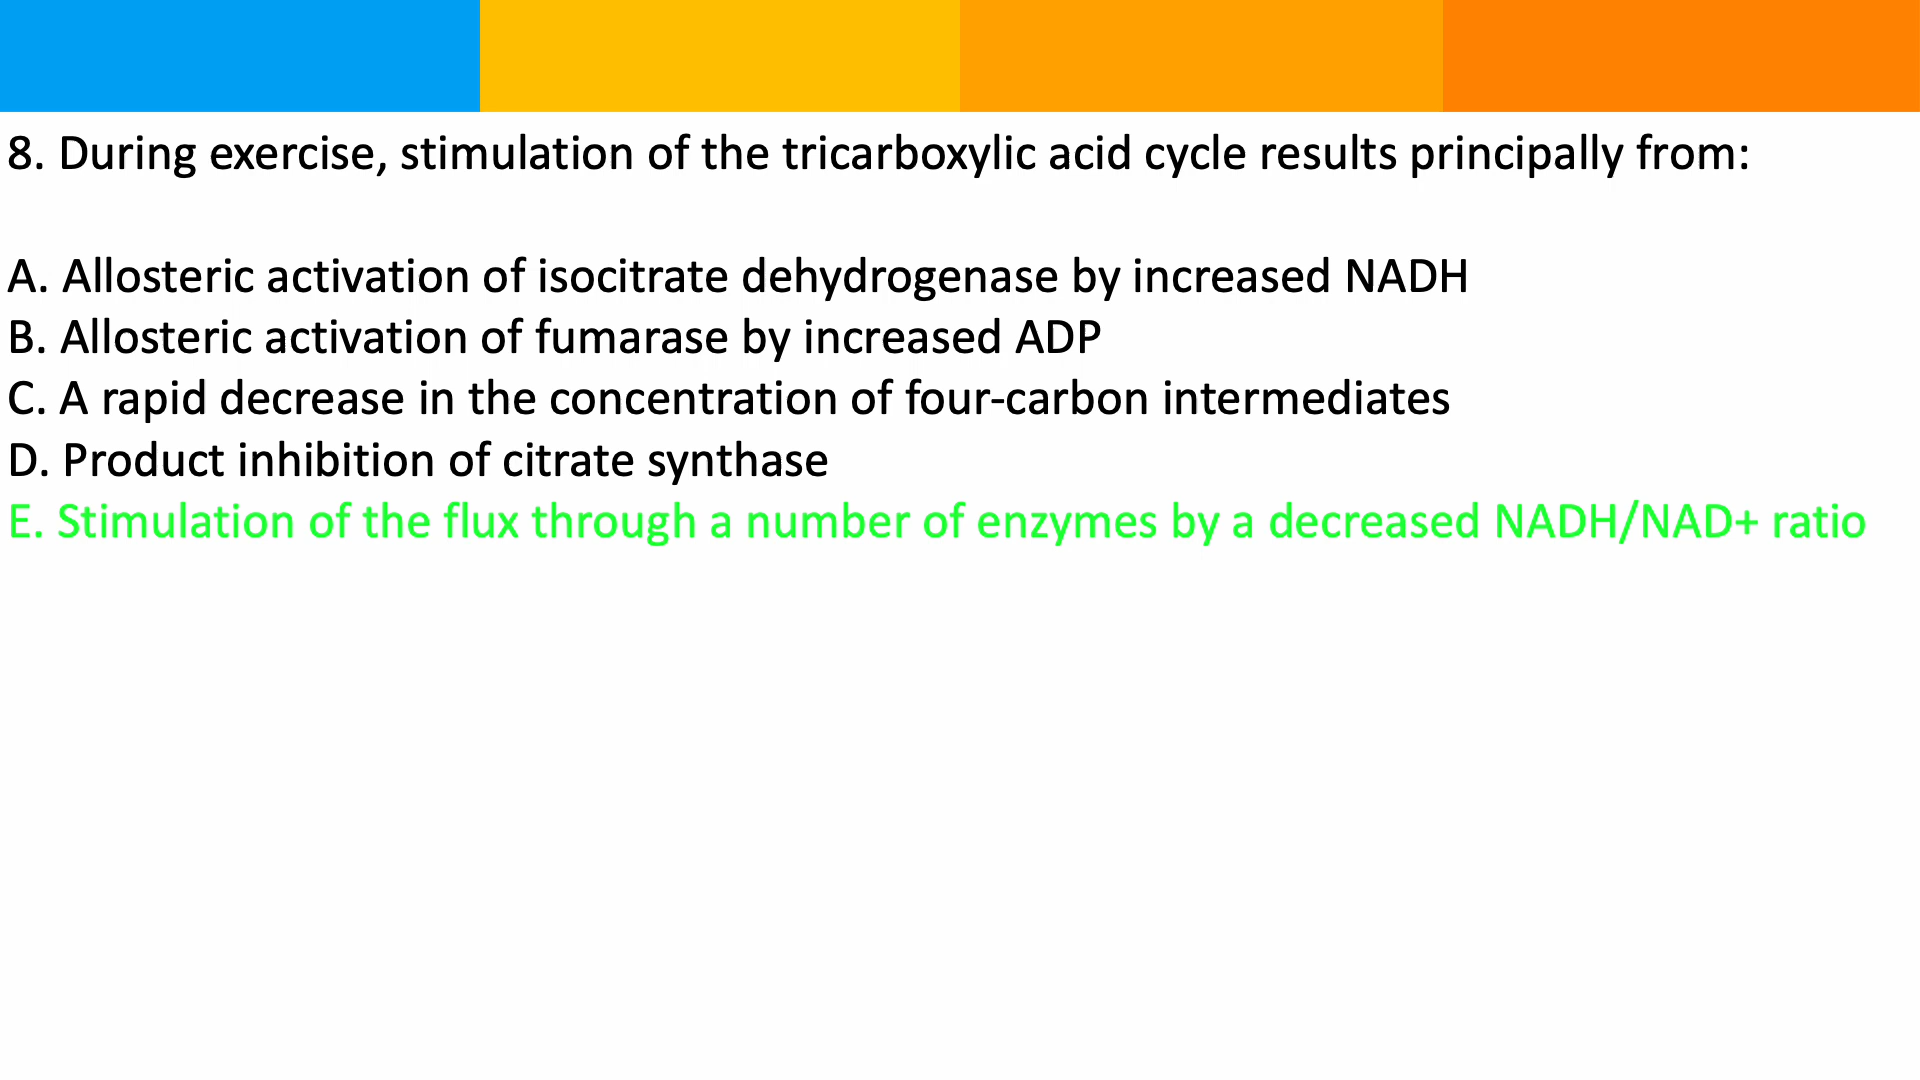 8. During exercise, stimulation of the tricarboxylic acid cycle results principally from:
A. Allosteric activation of isocitrate dehydrogenase by increased NADH
B. Allosteric activation of fumarase by increased ADP
C. A rapid decrease in the concentration of four-carbon intermediates
D. Product inhibition of citrate synthase
E. Stimulation of the flux through a number of enzymes by a decreased NADH/NAD+ ratio